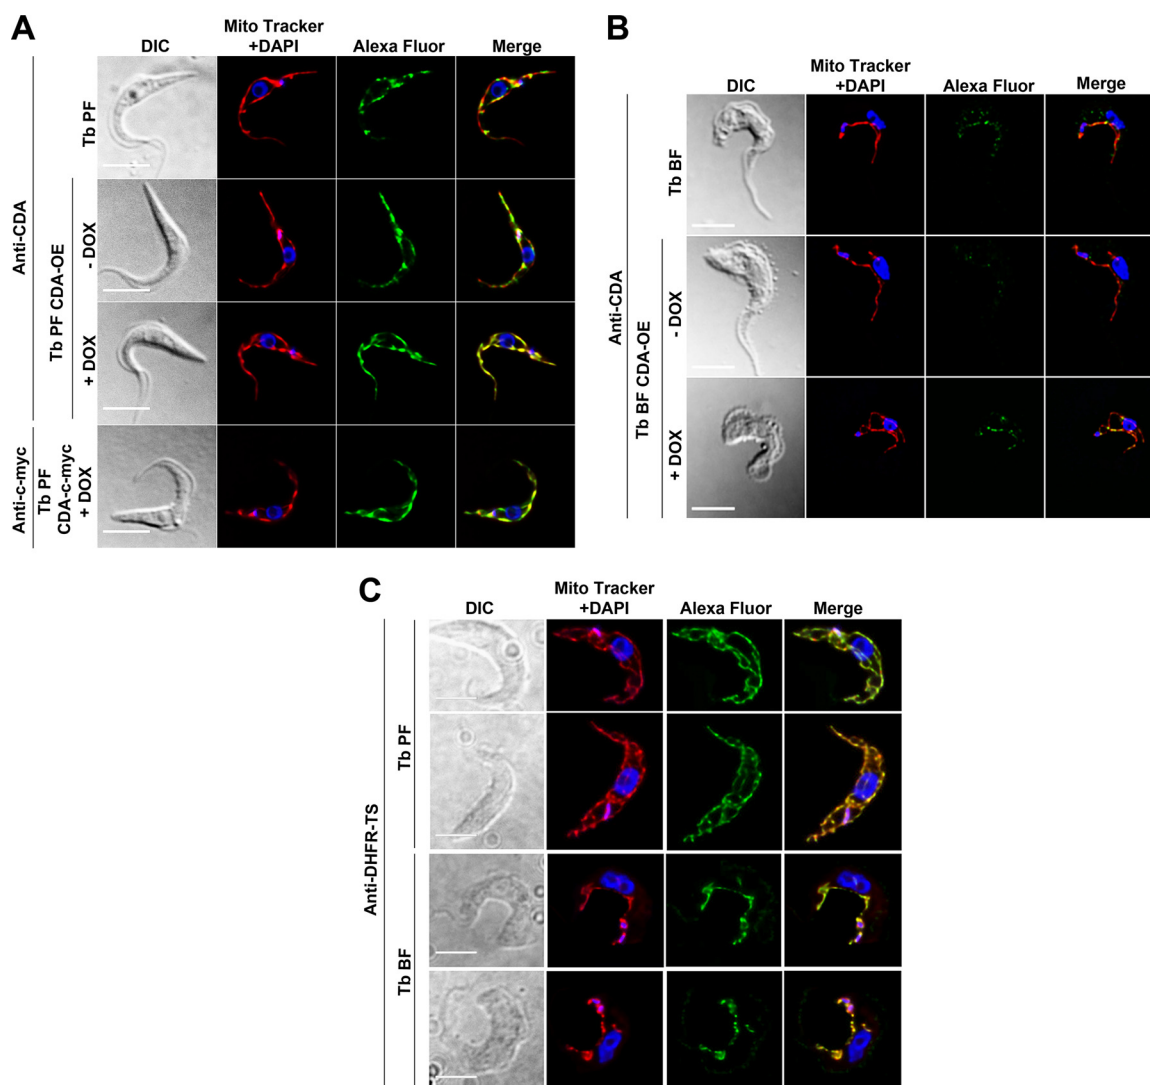 A
Mito Tracker
DIC +DAPI Alexa Fluor Merge
Anti-CDA
Tb PF
Tb PF CDA-OE
- DOX
+ DOX
Anti-c-myc
Tb PF
CDA-c-myc
+ DOX
B
Mito Tracker
DIC +DAPI Alexa Fluor Merge
Anti-CDA
Tb BF
Tb BF CDA-OE
- DOX
+ DOX
C
Mito Tracker
DIC +DAPI Alexa Fluor Merge
Anti-DHFR-TS
Tb PF
Tb BF